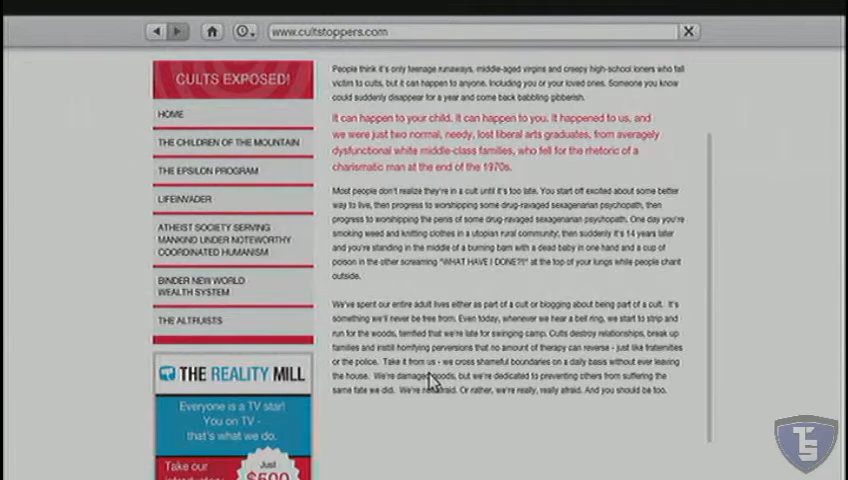 www.cultstoppers.com
CULTS EXPOSED!
HOME
THE CHILDREN OF THE MOUNTAIN
THE EPSILON PROGRAM
LIFEINVADER
ATHEIST SOCIETY SERVING
MANKIND UNDER NOTEWORTHY
COORDINATED HUMANISM
BINDER NEW WORLD
WEALTH SYSTEM
THE ALTRUISTS
THE REALITY MILL
Everyone is a TV star!
You on TV -
that's what we do.
Take our
Just
$500
People think it's only teenage runaways, middle-aged virgins and creepy high-school loners who fall
victim to cults, but it can happen to anyone. Including you or your loved ones. Someone you know
could suddenly disappear for a year and come back babbling gibberish.
It can happen to your child. It can happen to you. It happened to us, and
we were just two normal, needy, lost liberal arts graduates, from averagely
dysfunctional white middle-class families, who fell for the rhetoric of a
charismatic man at the end of the 1970s.
Most people don't realize they're in a cult until it's too late. You start off excited about some better
way to live, then progress to worshipping some drug-ravaged sexagenarian psychopath, then
progress to worshipping the penis of some drug-ravaged sexagenarian psychopath. One day you're
smoking weed and knitting clothes in a utopian rural community; then suddenly it's 14 years later
and you're standing in the middle of a burning barn with a dead baby in one hand and a cup of
poison in the other screaming "WHAT HAVE I DONE?!" at the top of your lungs while people chant
outside.
We've spent our entire adult lives either as part of a cult or blogging about being part of a cult. It's
something we'll never be free from. Even today, whenever we hear a bell ring, we start to strip and
run for the woods, terrified that we're late for swinging camp. Cults destroy relationships, break up
families and instill horrifying perversions that no amount of therapy can reverse - just like fraternities
or the police. Take it from us - we cross shameful boundaries on a daily basis without ever leaving
the house. We're damaged goods, but we're dedicated to preventing others from suffering the
same fate we did. We're not afraid. Or rather, we're really, really afraid. And you should be too.
TS